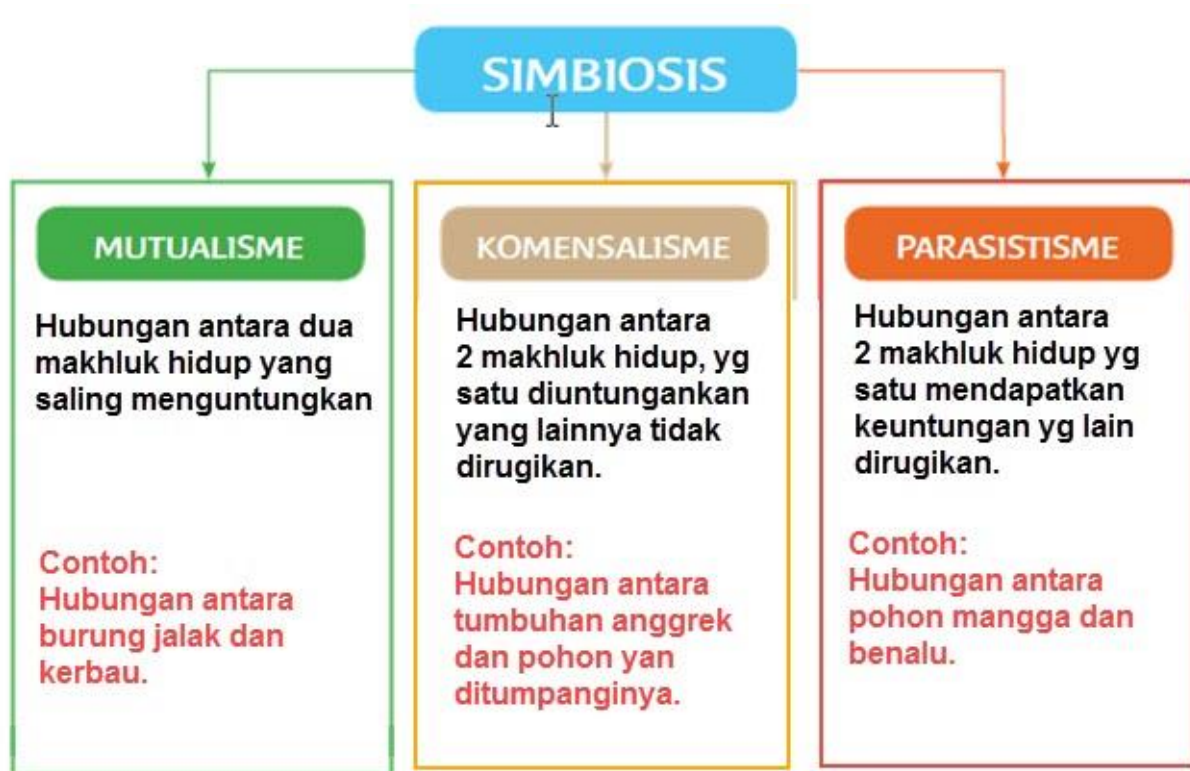 SIMBIOSIS
MUTUALISME
Hubungan antara dua
makhluk hidup yang
saling menguntungkan
Contoh:
Hubungan antara
burung jalak dan
kerbau.
KOMENSALISME
Hubungan antara
2 makhluk hidup, yg
satu diuntungankan
yang lainnya tidak
dirugikan.
Contoh:
Hubungan antara
tumbuhan anggrek
dan pohon yan
ditumpanginya.
PARASISTISME
Hubungan antara
2 makhluk hidup yg
satu mendapatkan
keuntungan yg lain
dirugikan.
Contoh:
Hubungan antara
pohon mangga dan
benalu.